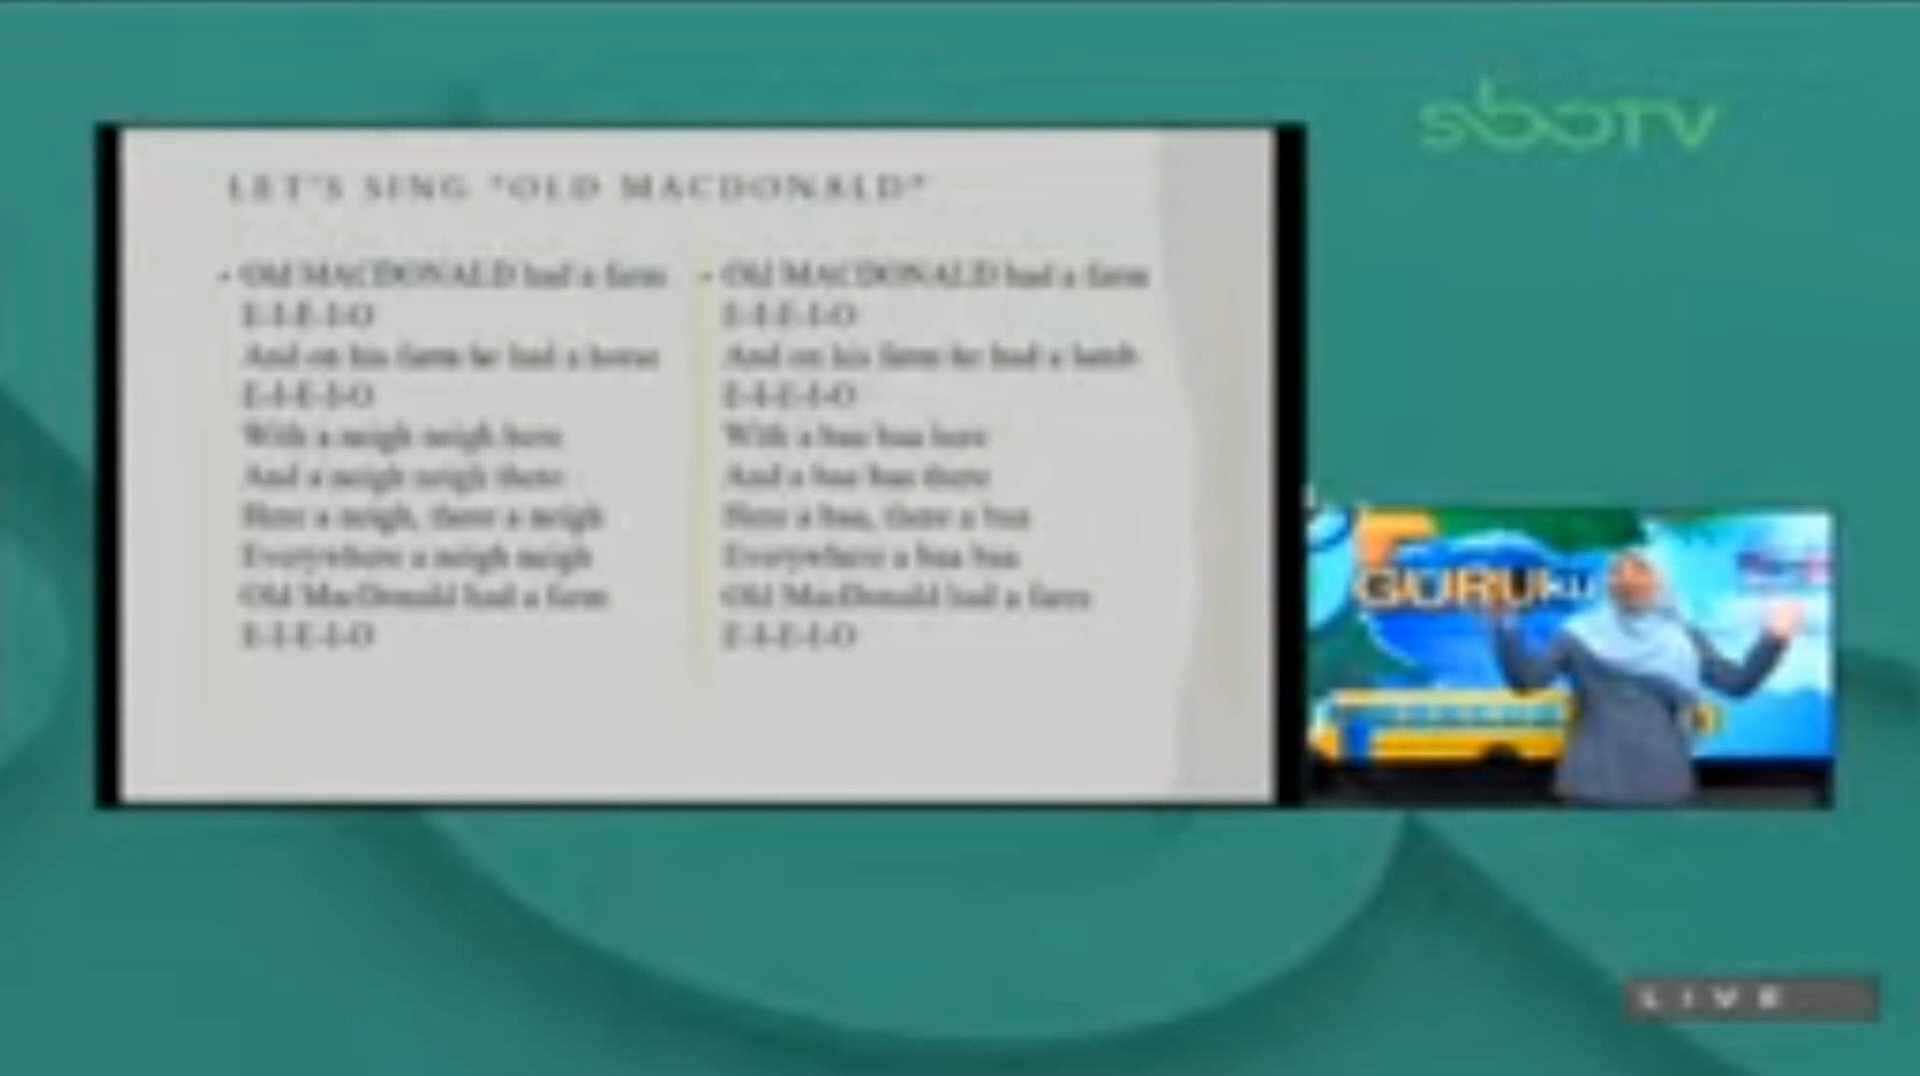 sboTV
LET'S SING "OLD MACDONALD"
• Old MACDONALD had a farm
E-I-E-I-O
And on his farm he had a horse
E-I-E-I-O
With a neigh neigh here
And a neigh neigh there
Here a neigh, there a neigh
Everywhere a neigh neigh
Old MacDonald had a farm
E-I-E-I-O
• Old MACDONALD had a farm
E-I-E-I-O
And on his farm he had a lamb
E-I-E-I-O
With a baa baa here
And a baa baa there
Here a baa, there a baa
Everywhere a baa baa
Old MacDonald had a farm
E-I-E-I-O
GURUku
LIVE